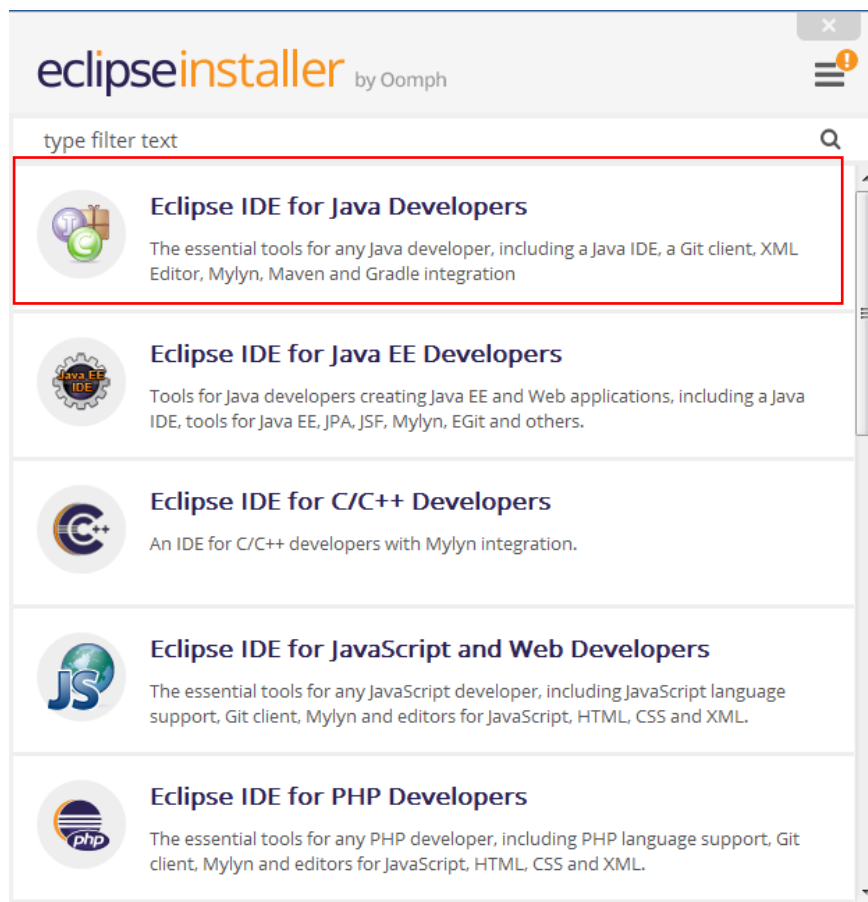 eclipseinstaller by Oomph
type filter text
Eclipse IDE for Java Developers
The essential tools for any Java developer, including a Java IDE, a Git client, XML
Editor, Mylyn, Maven and Gradle integration
Eclipse IDE for Java EE Developers
Java EE
IDE
Tools for Java developers creating Java EE and Web applications, including a Java
IDE, tools for Java EE, JPA, JSF, Mylyn, EGit and others.
Eclipse IDE for C/C++ Developers
C++
An IDE for C/C++ developers with Mylyn integration.
Eclipse IDE for JavaScript and Web Developers
JS
The essential tools for any JavaScript developer, including JavaScript language
support, Git client, Mylyn and editors for JavaScript, HTML, CSS and XML.
Eclipse IDE for PHP Developers
php
The essential tools for any PHP developer, including PHP language support, Git
client, Mylyn and editors for JavaScript, HTML, CSS and XML.